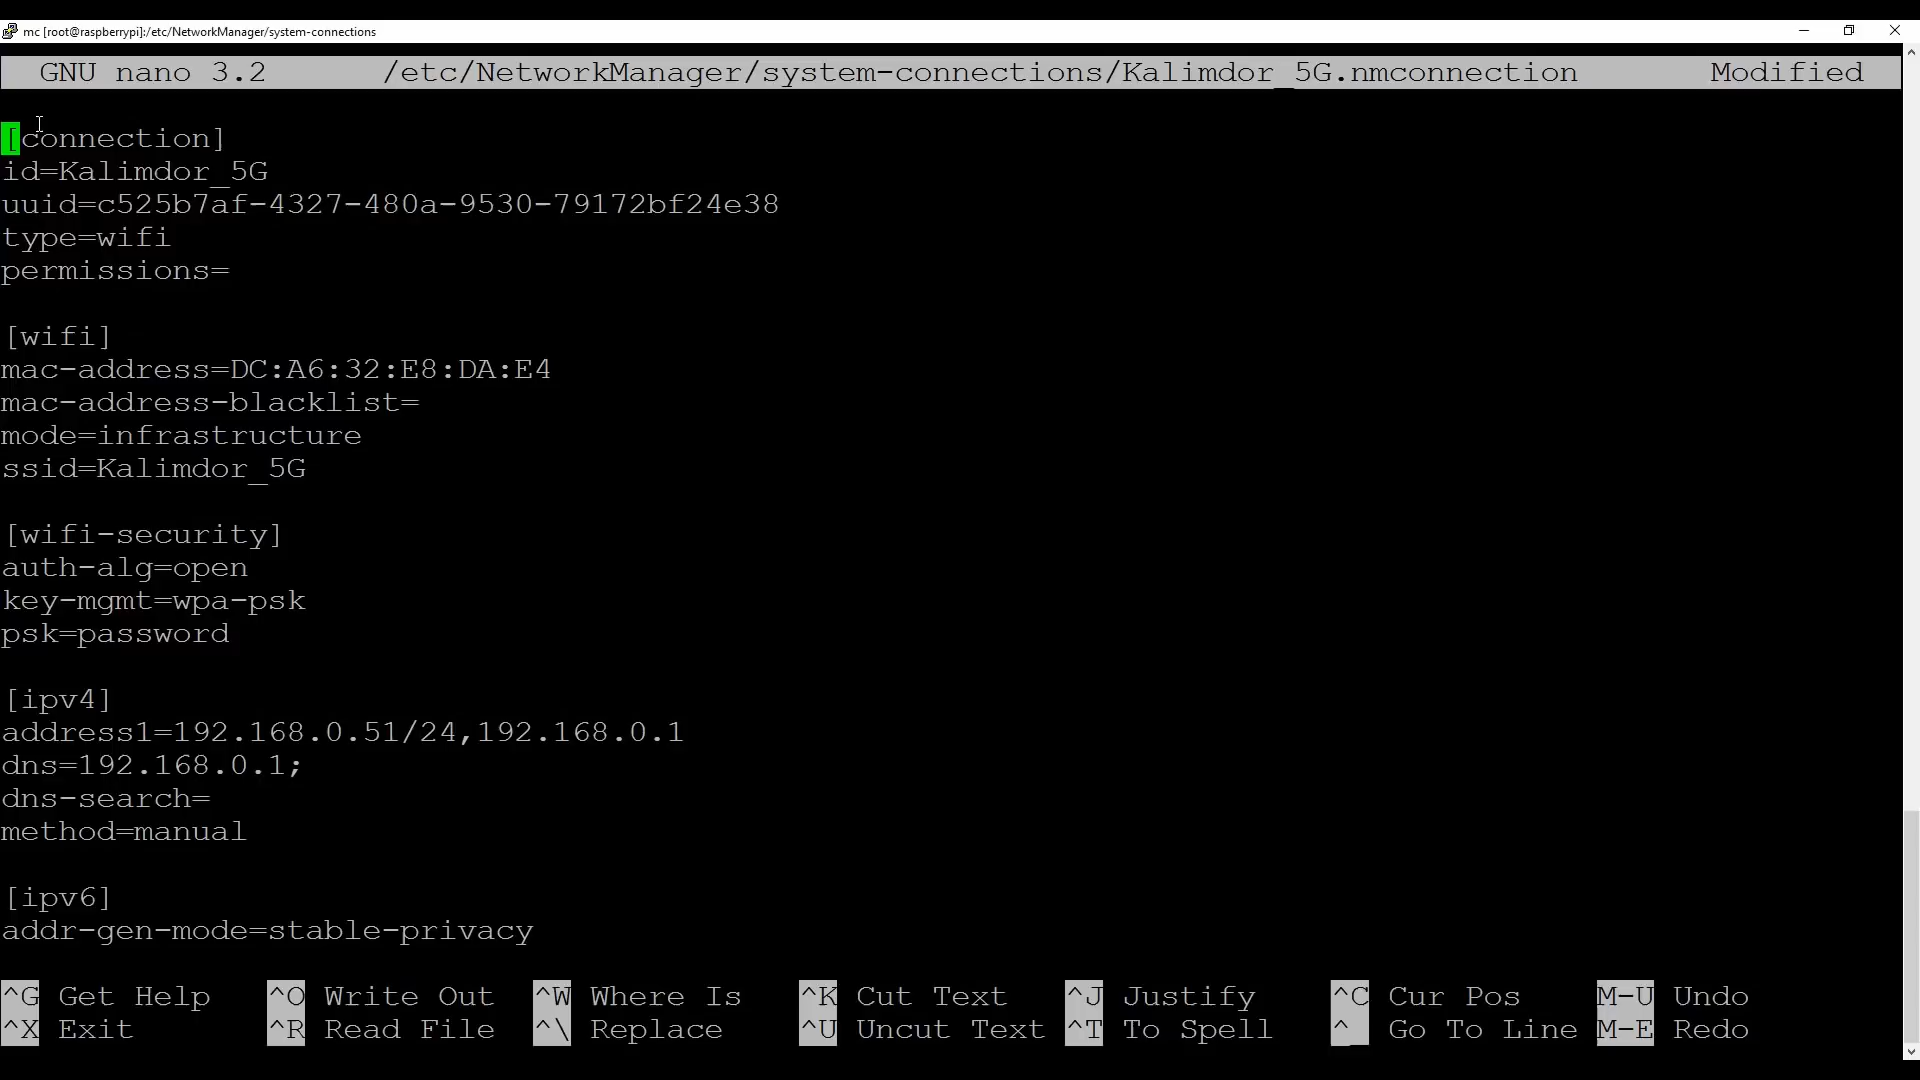 mc [root@raspberrypi]:/etc/NetworkManager/system-connections
GNU nano 3.2 /etc/NetworkManager/system-connections/Kalimdor_5G.nmconnection Modified
[connection]
id=Kalimdor_5G
uuid=c525b7af-4327-480a-9530-79172bf24e38
type=wifi
permissions=
[wifi]
mac-address=DC:A6:32:E8:DA:E4
mac-address-blacklist=
mode=infrastructure
ssid=Kalimdor_5G
[wifi-security]
auth-alg=open
key-mgmt=wpa-psk
psk=password
[ipv4]
address1=192.168.0.51/24,192.168.0.1
dns=192.168.0.1;
dns-search=
method=manual
[ipv6]
addr-gen-mode=stable-privacy
^G Get Help ^O Write Out ^W Where Is ^K Cut Text ^J Justify ^C Cur Pos M-U Undo
^X Exit ^R Read File ^\ Replace ^U Uncut Text ^T To Spell ^_ Go To Line M-E Redo